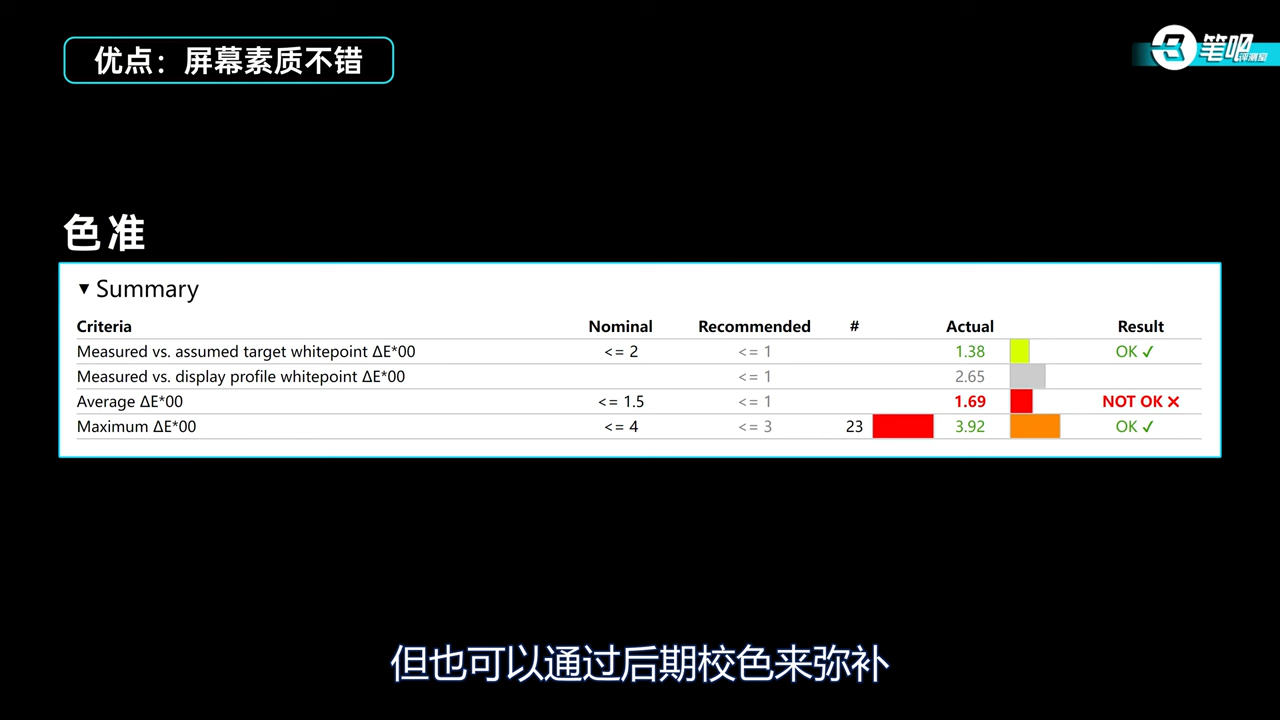 优点：屏幕素质不错
笔吧评测室
色准
▼ Summary
Criteria Nominal Recommended # Actual Result
Measured vs. assumed target whitepoint ΔE*00 <= 2 <= 1 1.38 OK ✓
Measured vs. display profile whitepoint ΔE*00 <= 1 2.65
Average ΔE*00 <= 1.5 <= 1 1.69 NOT OK ✕
Maximum ΔE*00 <= 4 <= 3 23 3.92 OK ✓
但也可以通过后期校色来弥补